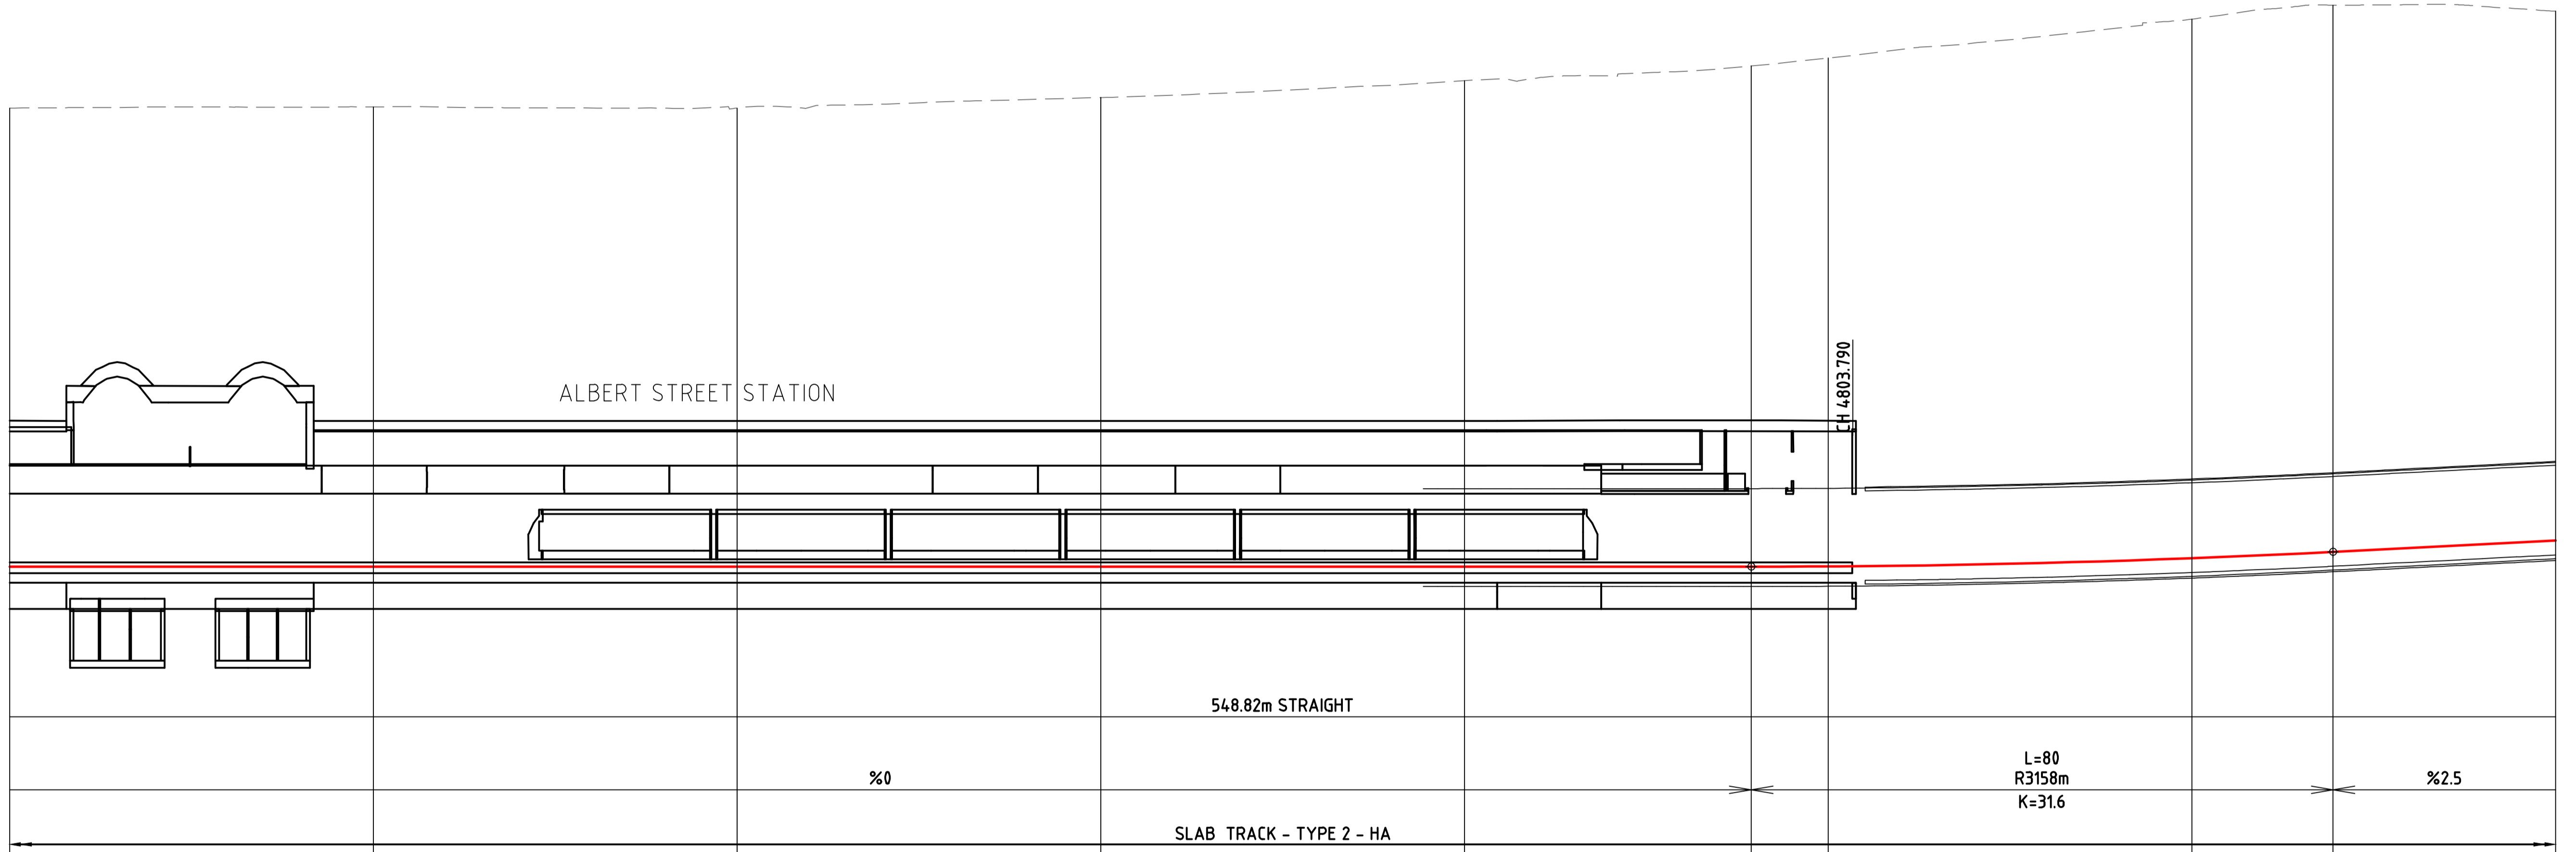 CH 4803.790
ALBERT STREET STATION
548.82m STRAIGHT
L=80
%0
R3158m
%2.5
K=31.6
SLAB TRACK - TYPE 2 - HA